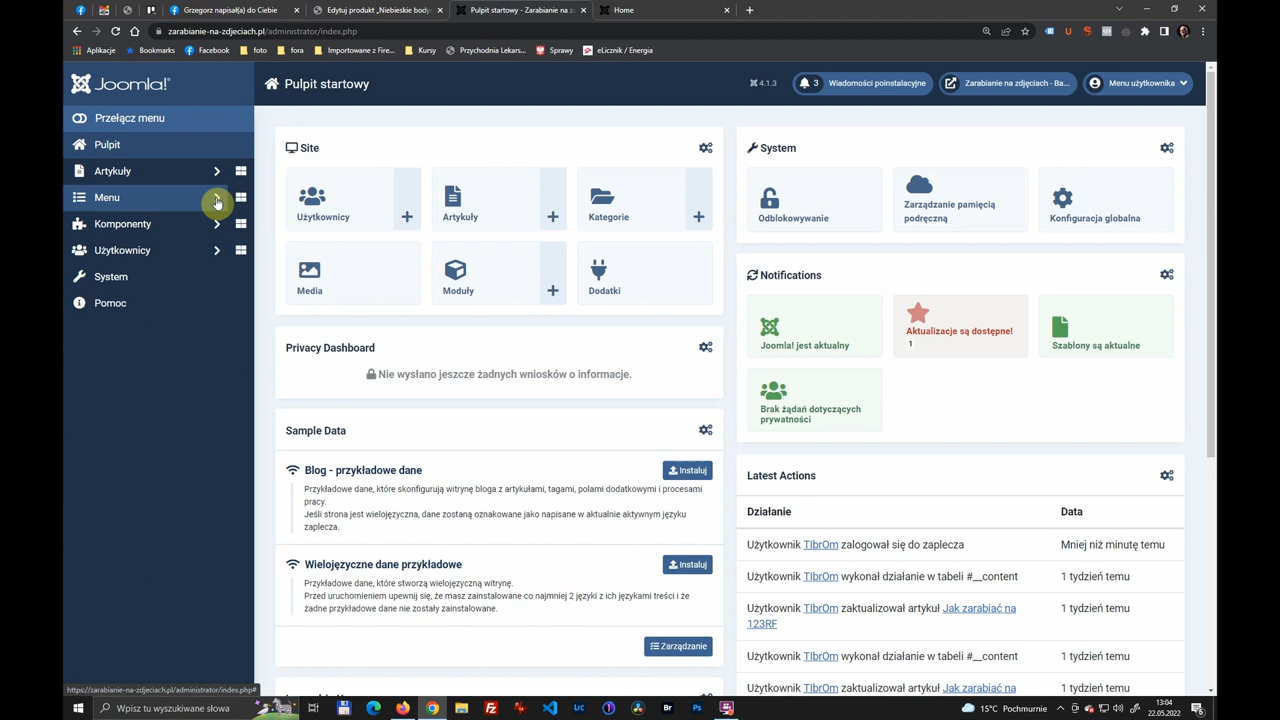 Grzegorz napisał(a) do Ciebie
Edytuj produkt „Niebieskie body
Pulpit startowy - Zarabianie na z
Home
zarabianie-na-zdjeciach.pl/administrator/index.php
Aplikacje
Bookmarks
Facebook
foto
fora
Importowane z Fire...
Kursy
Przychodnia Lekars...
Sprawy
eLicznik / Energia
Joomla!
Pulpit startowy
4.1.3
3
Wiadomości poinstalacyjne
Zarabianie na zdjęciach - Ba...
Menu użytkownika
Przełącz menu
Pulpit
Artykuły
Menu
Komponenty
Użytkownicy
System
Pomoc
Site
Użytkownicy
Artykuły
Kategorie
Media
Moduły
Dodatki
Privacy Dashboard
Nie wysłano jeszcze żadnych wniosków o informacje.
Sample Data
Blog - przykładowe dane
Instaluj
Przykładowe dane, które skonfigurują witrynę bloga z artykułami, tagami, polami dodatkowymi i procesami
pracy.
Jeśli strona jest wielojęzyczna, dane zostaną oznakowane jako napisane w aktualnie aktywnym języku
zaplecza.
Wielojęzyczne dane przykładowe
Instaluj
Przykładowe dane, które stworzą wielojęzyczną witrynę.
Przed uruchomieniem upewnij się, że masz zainstalowane co najmniej 2 języki z ich językami treści i że
żadne przykładowe dane nie zostały zainstalowane.
Zarządzanie
System
Odblokowywanie
Zarządzanie pamięcią
podręczną
Konfiguracja globalna
Notifications
Joomla! jest aktualny
Aktualizacje są dostępne!
1
Szablony są aktualne
Brak żądań dotyczących
prywatności
Latest Actions
Działanie
Data
Użytkownik TIbrOm zalogował się do zaplecza
Mniej niż minutę temu
Użytkownik TIbrOm wykonał działanie w tabeli #__content
1 tydzień temu
Użytkownik TIbrOm zaktualizował artykuł Jak zarabiać na
123RF
1 tydzień temu
Użytkownik TIbrOm wykonał działanie w tabeli #__content
1 tydzień temu
Użytkownik TIbrOm zaktualizował artykuł Jak zarabiać na
1 tydzień temu
https://zarabianie-na-zdjeciach.pl/administrator/index.php#
Wpisz tu wyszukiwane słowa
LrC
Br
Ps
15°C Pochmurnie
13:04
22.05.2022